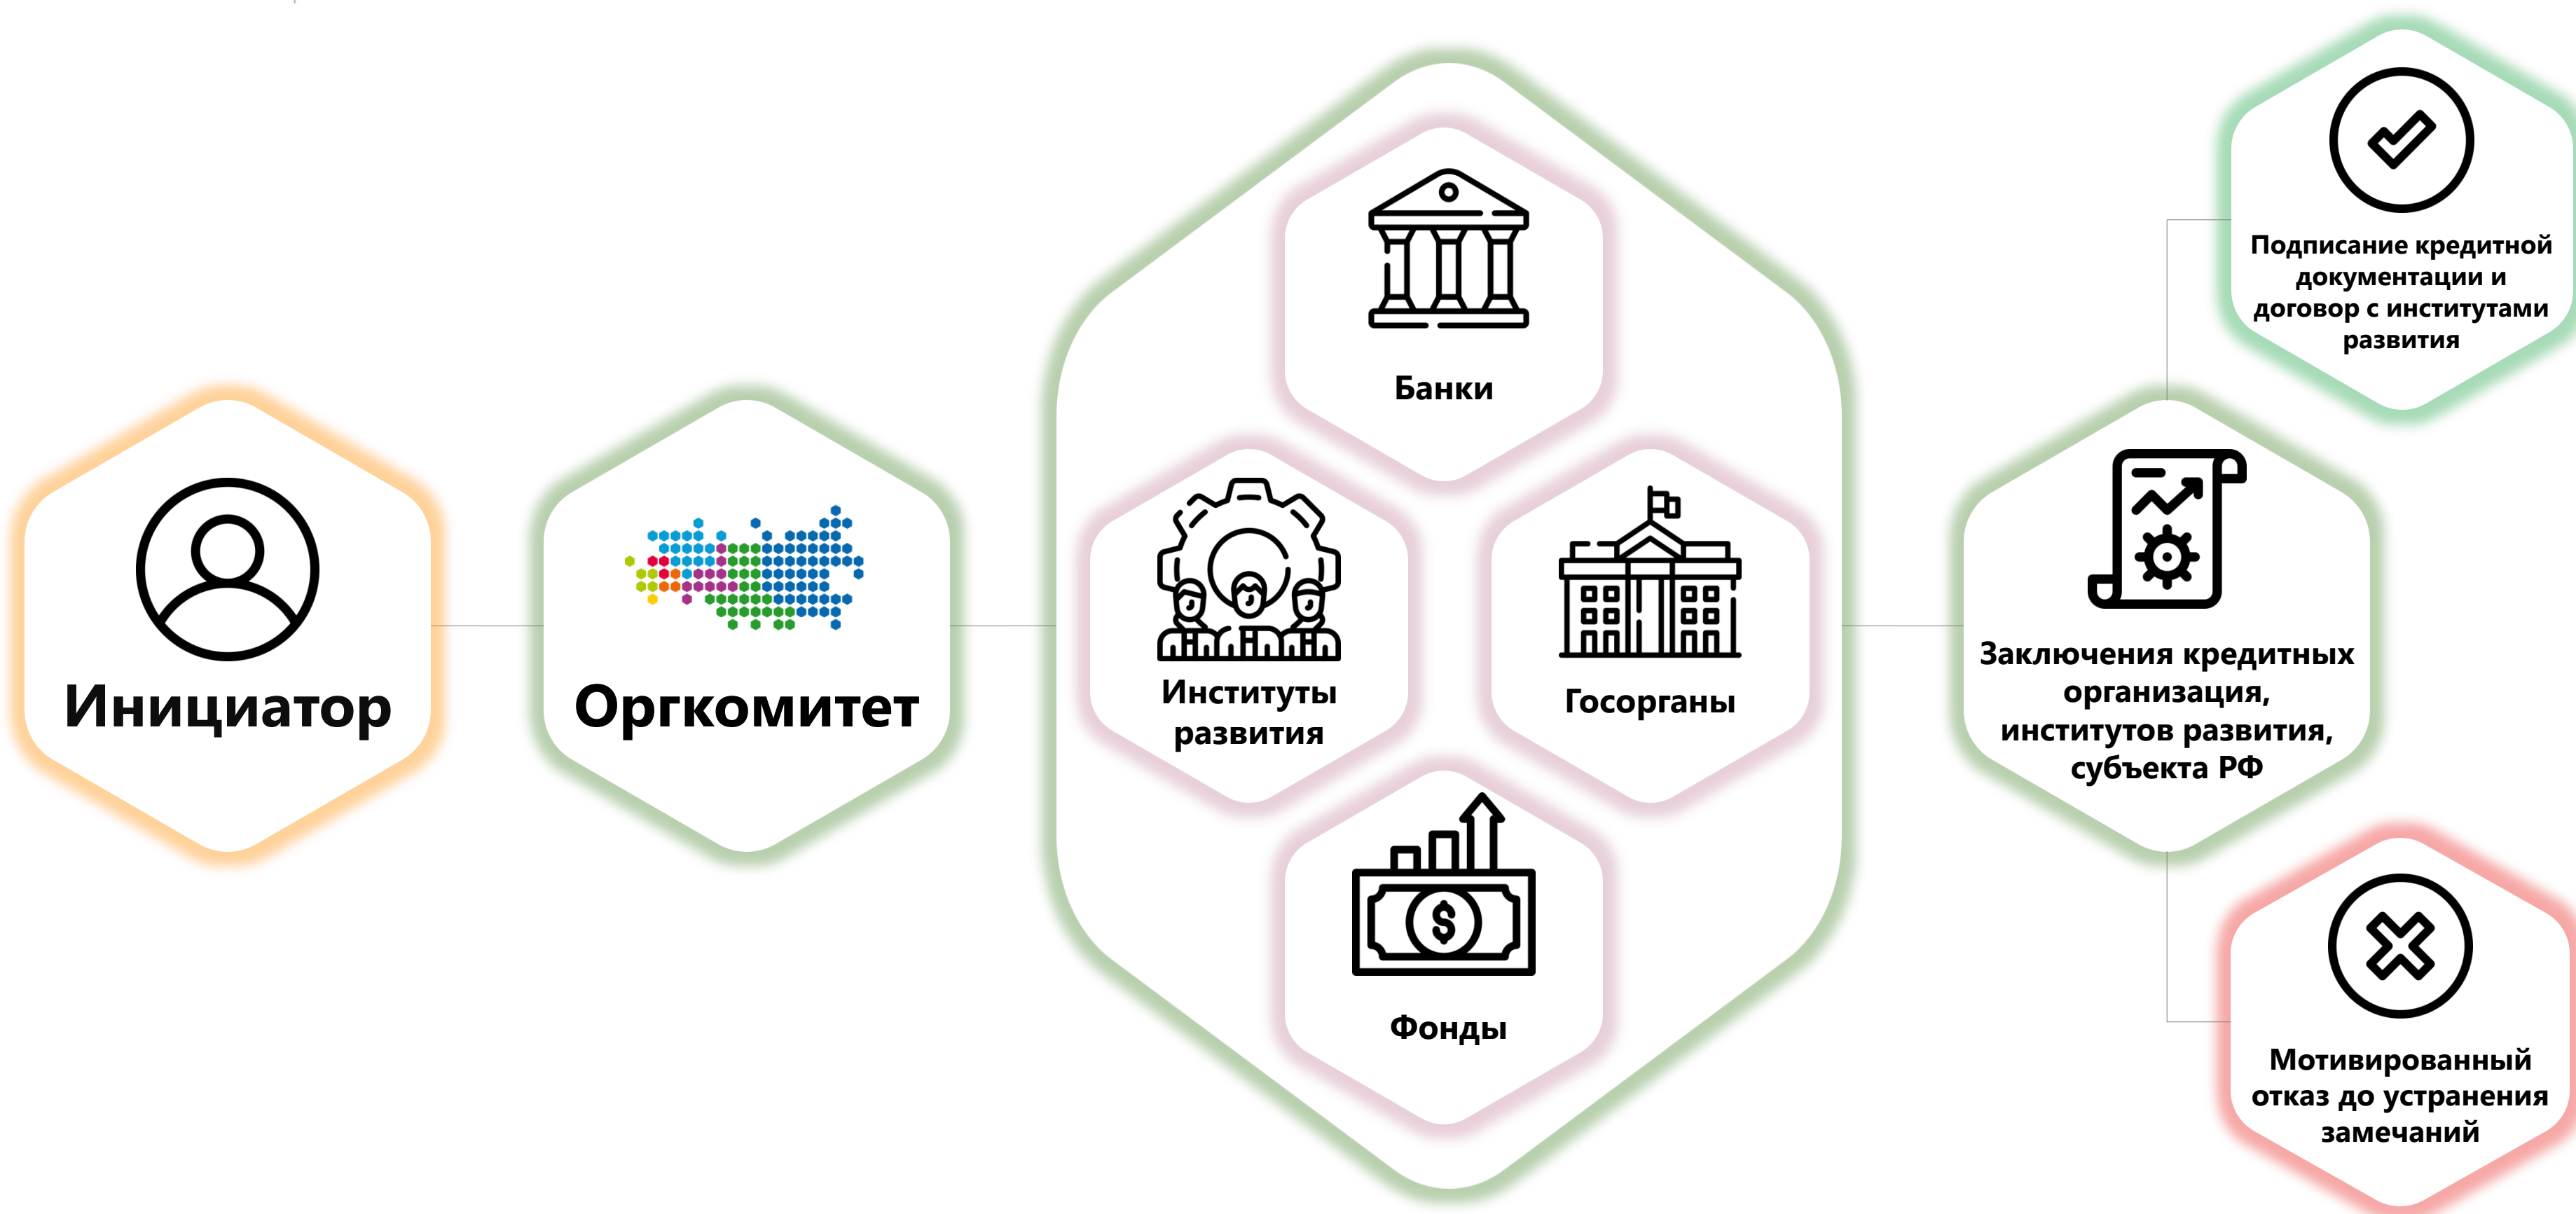 Инициатор
Оргкомитет
Банки
Институты
развития
Госорганы
Фонды
Заключения кредитных
организация,
институтов развития,
субъекта РФ
Подписание кредитной
документации и
договор с институтами
развития
Мотивированный
отказ до устранения
замечаний